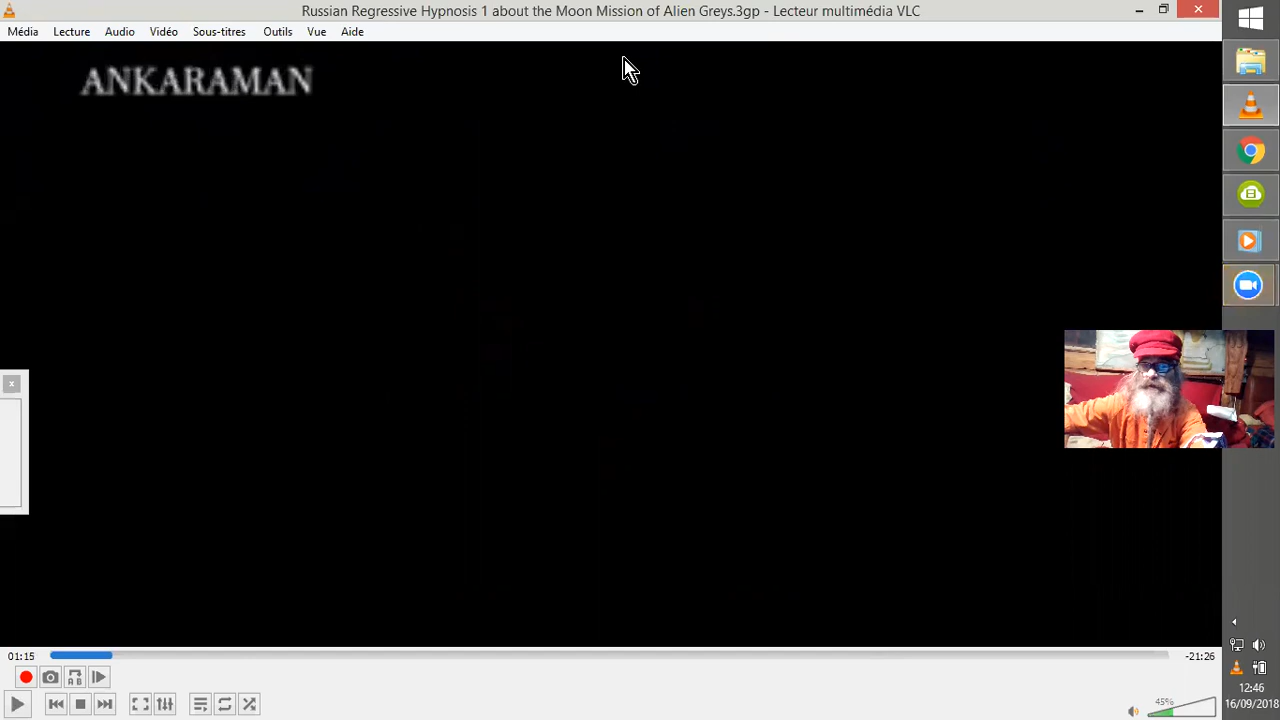 Russian Regressive Hypnosis 1 about the Moon Mission of Alien Greys.3gp - Lecteur multimédia VLC
Média Lecture Audio Vidéo Sous-titres Outils Vue Aide
ANKARAMAN
x
01:15 -21:26
A B
45%
12:46
16/09/2018